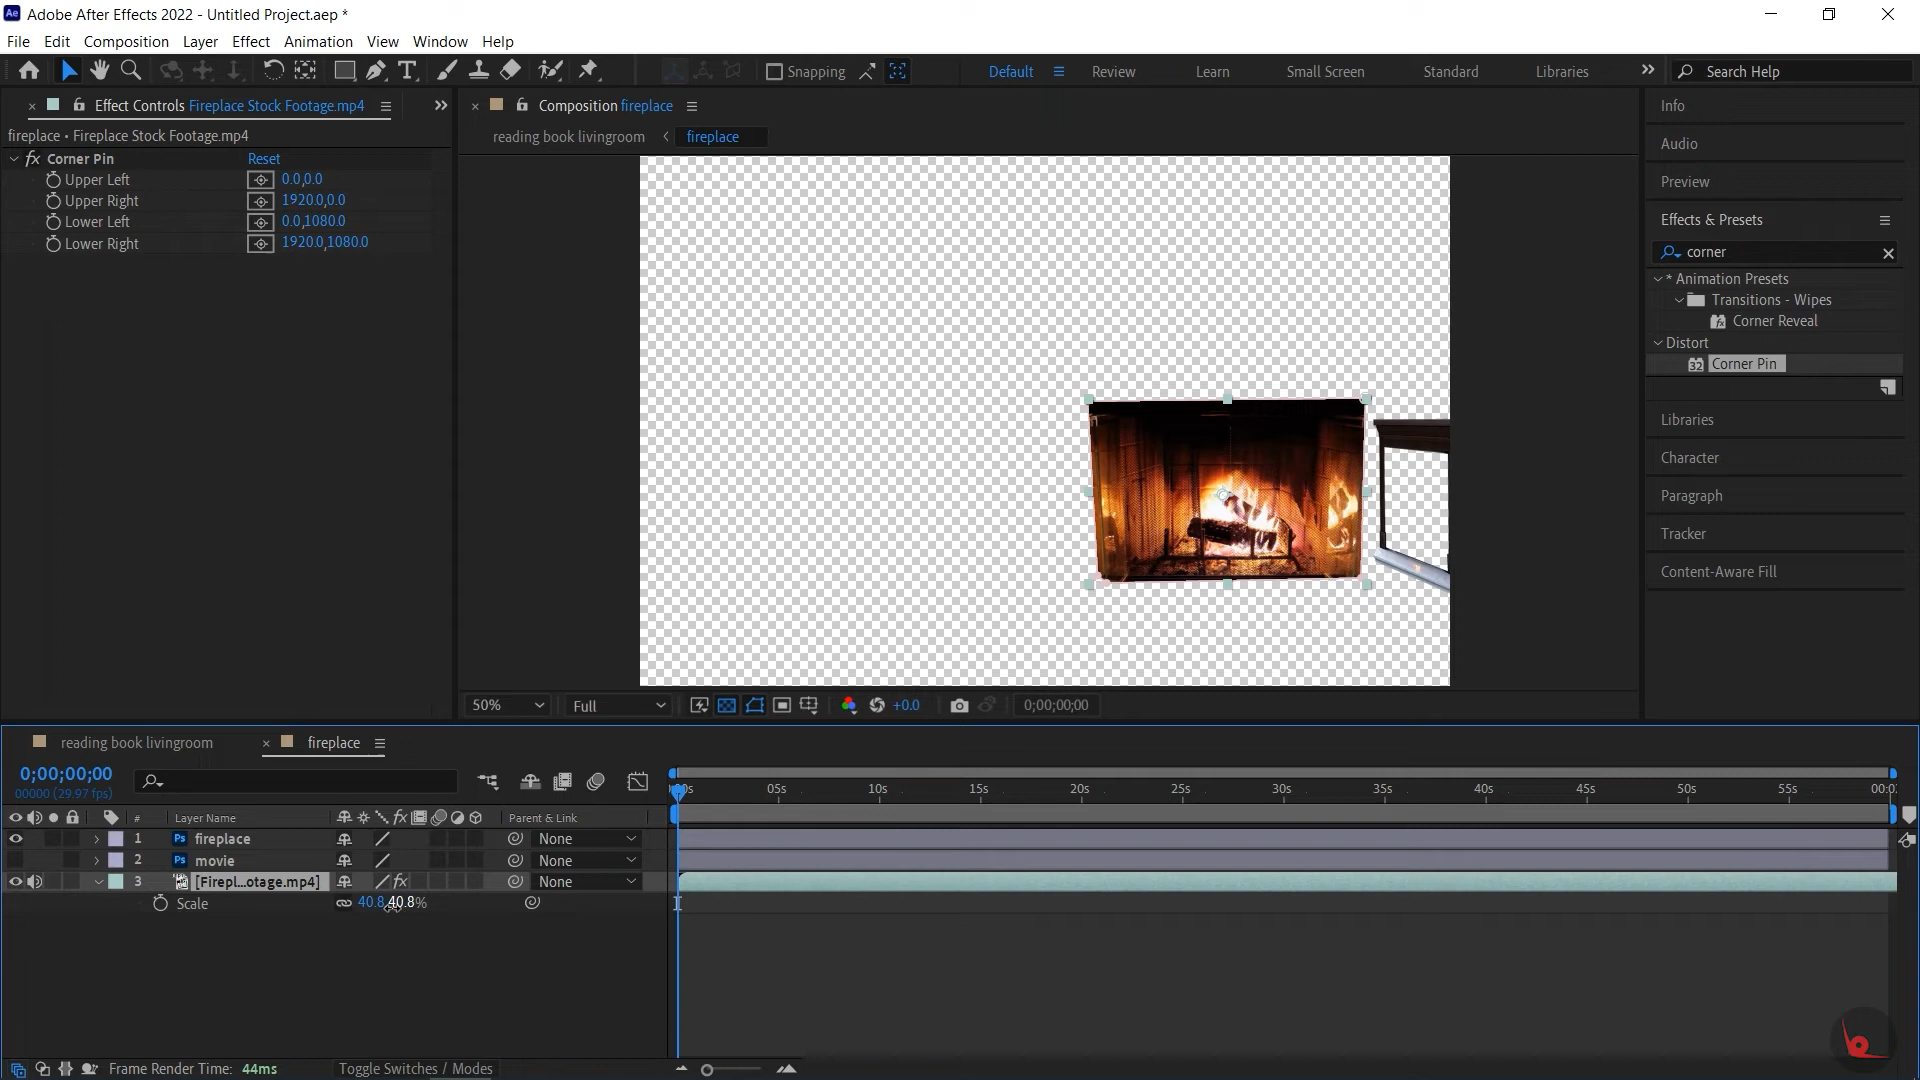 Ae Adobe After Effects 2022 - Untitled Project.aep *
File Edit Composition Layer Effect Animation View Window Help
Snapping Default Review Learn Small Screen Standard Libraries Search Help
Effect Controls Fireplace Stock Footage.mp4
fireplace • Fireplace Stock Footage.mp4
fx Corner Pin Reset
Upper Left 0.0,0.0
Upper Right 1920.0,0.0
Lower Left 0.0,1080.0
Lower Right 1920.0,1080.0
Composition fireplace
reading book livingroom fireplace
50% Full +0.0 0;00;00;00
Info
Audio
Preview
Effects & Presets
corner
* Animation Presets
Transitions - Wipes
Corner Reveal
Distort
32 Corner Pin
Libraries
Character
Paragraph
Tracker
Content-Aware Fill
reading book livingroom fireplace
0;00;00;00
00000 (29.97 fps)
05s 10s 15s 20s 25s 30s 35s 40s 45s 50s 55s
# Layer Name fx Parent & Link
1 Ps fireplace None
2 Ps movie None
3 [Firepl...otage.mp4] fx None
Scale 40.8,40.8%
Frame Render Time: 44ms Toggle Switches / Modes